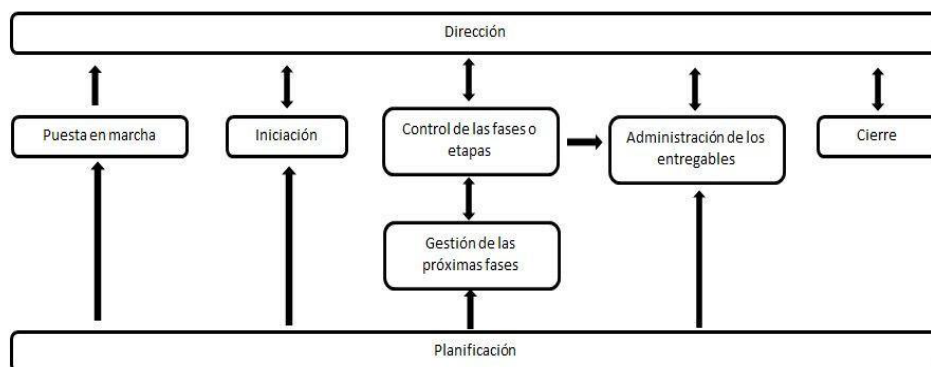 Dirección
Puesta en marcha
Iniciación
Control de las fases o
etapas
Administración de los
entregables
Cierre
Gestión de las
próximas fases
Planificación